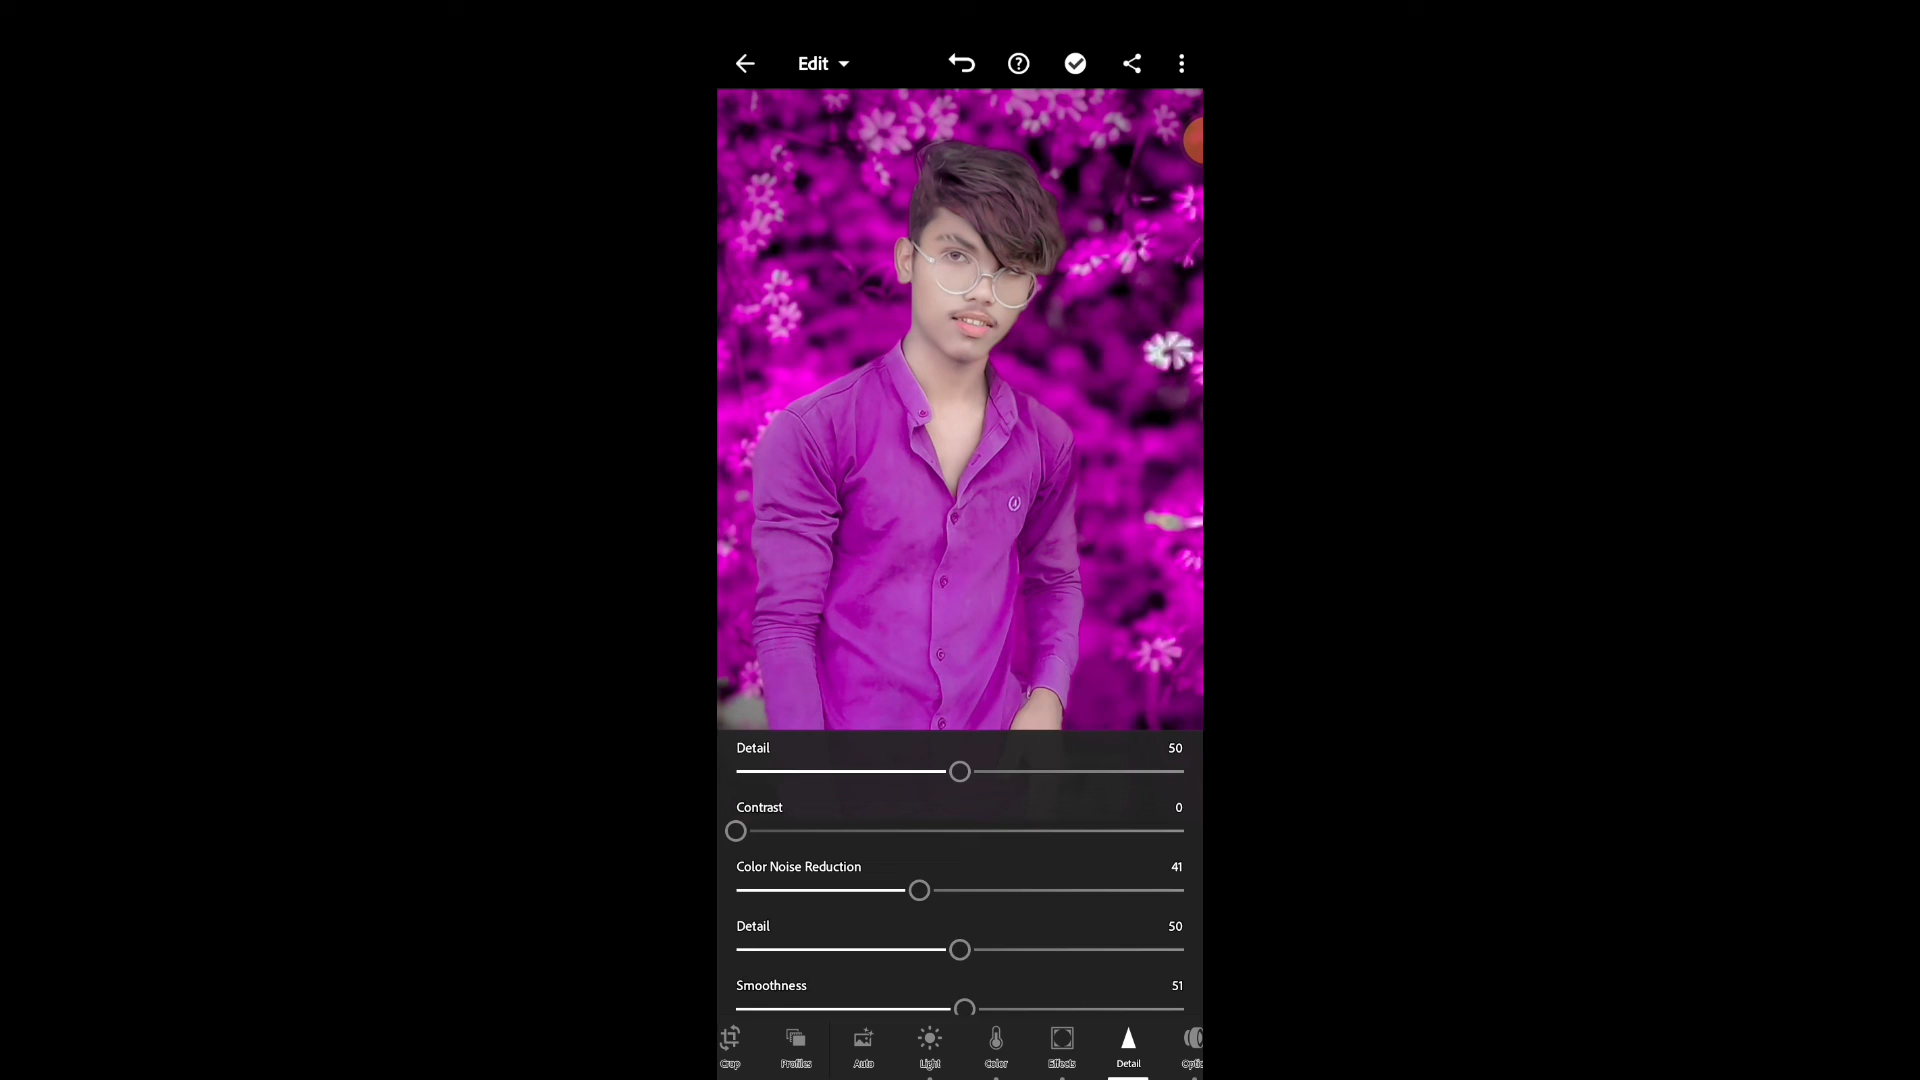 Edit
Detail 50
Contrast 0
Color Noise Reduction 41
Detail 50
Smoothness 51
Crop Profiles Auto Light Color Effects Detail Optic